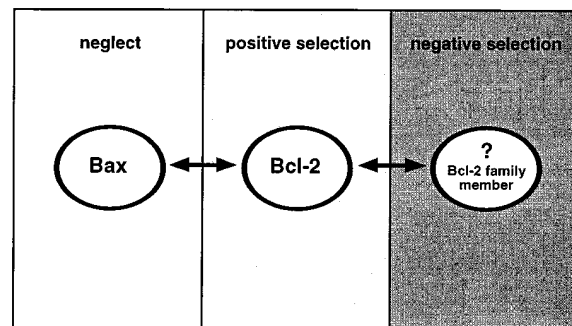 neglect
positive selection
negative selection
Bax
Bcl-2
?
Bcl-2 family
member